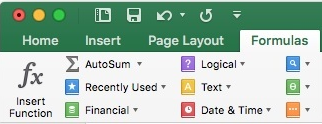 Home Insert Page Layout Formulas
fx Σ AutoSum ? Logical
Recently Used A Text
Insert Function Financial Date & Time